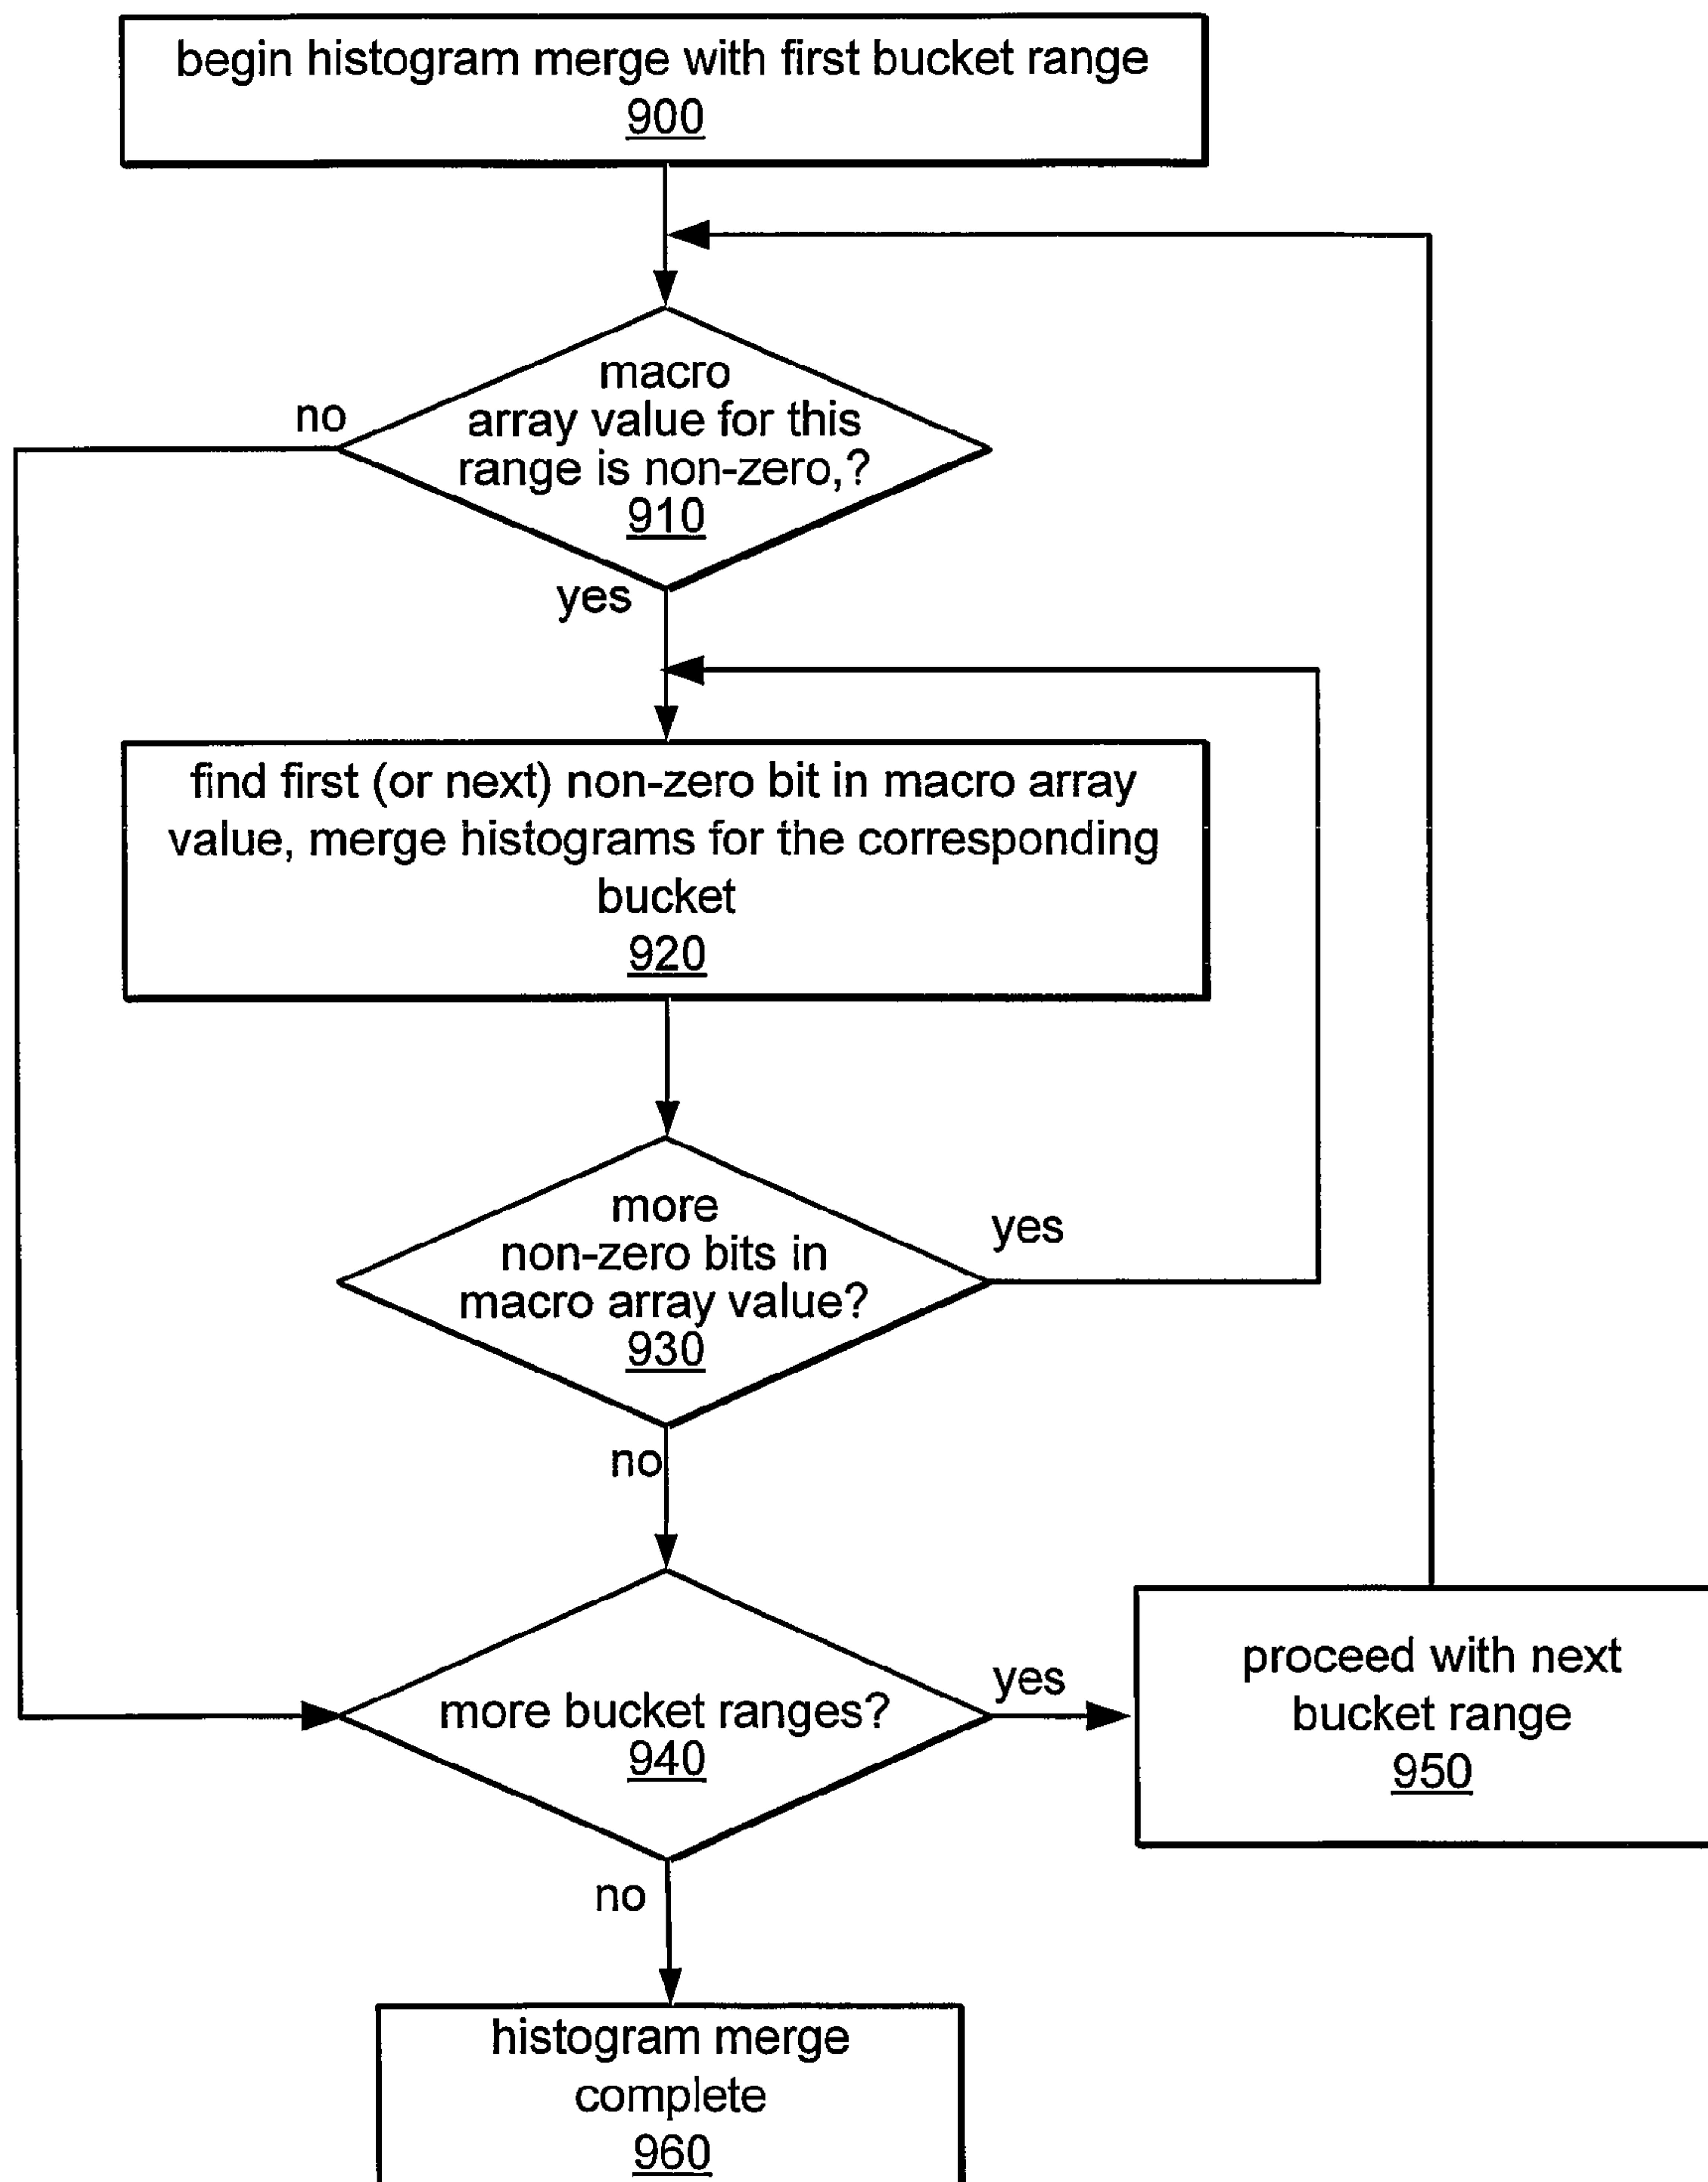 begin histogram merge with first bucket range
900
macro
array value for this
range is non-zero,?
910
no
yes
find first (or next) non-zero bit in macro array
value, merge histograms for the corresponding
bucket
920
more
non-zero bits in
macro array value?
930
yes
no
more bucket ranges?
940
yes
proceed with next
bucket range
950
no
histogram merge
complete
960